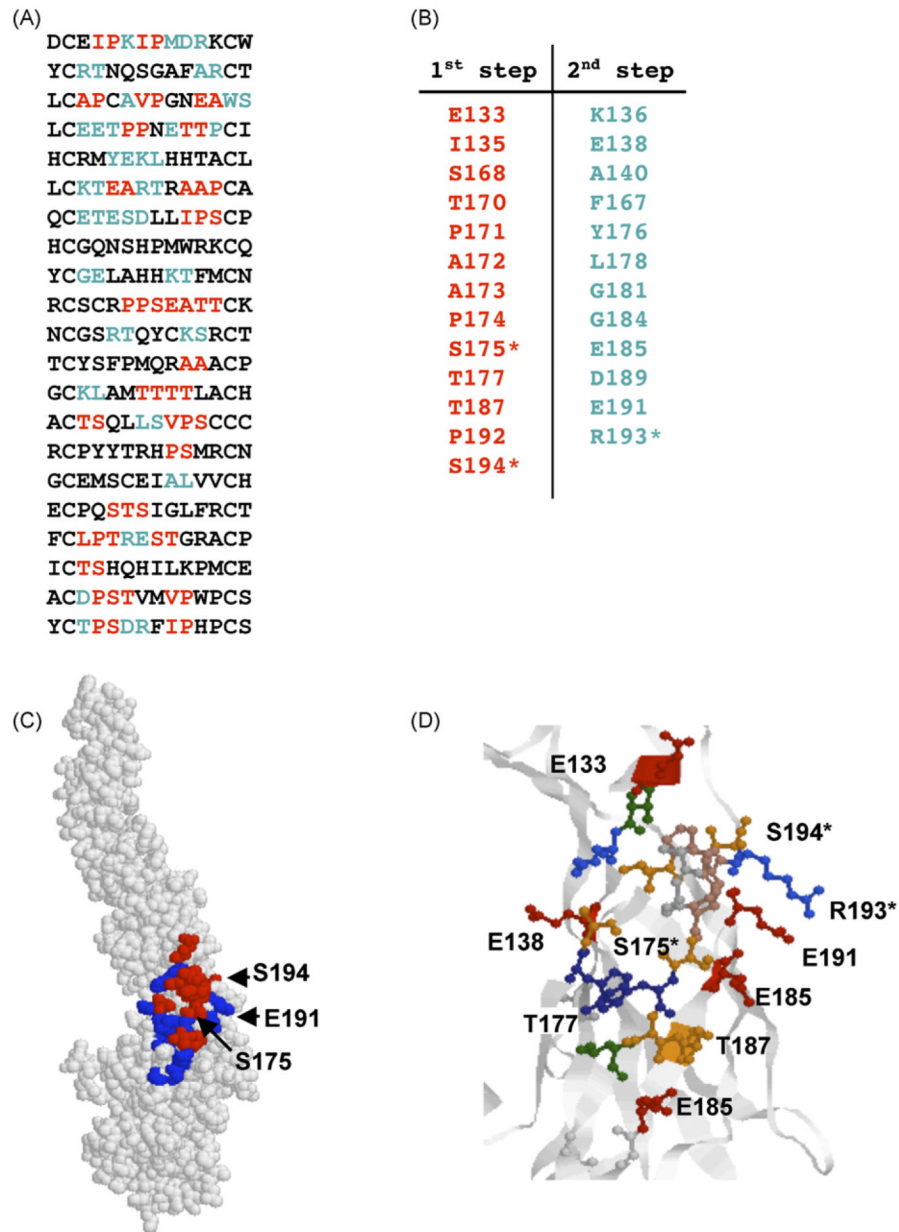 (A)
DCEIPKIPMDRKCW
YCRTNQSGAFARCT
LCAPCAVPGNEAWS
LCEETPPNETTPCI
HCRMYEKLHHTACL
LCKTEARTRAAPCA
QCETESDLLIPSCP
HCGQNSHPMWRKCQ
YCGELAHHKTFMCN
RCSCRPPSEATTCK
NCGSRTQYCKSRCT
TCYSFPMQRAAACP
GCKLAMTTTTLACH
ACTSQLLSVPSCCC
RCPYYTRHPSMRCN
GCEMSCEIALVVCH
ECPQSTSIGLFRCT
FCLPTRESTGRACP
ICTSHQHILKPMCE
ACDPSTVMVPWPCS
YCTPSDRFIPHPCS
(B)
1st step 2nd step
E133 K136
I135 E138
S168 A140
T170 F167
P171 Y176
A172 L178
A173 G181
P174 G184
S175* E185
T177 D189
T187 E191
P192 R193*
S194*
(C)
S194
E191
S175
(D)
E133
S194*
R193*
E138
S175*
E191
E185
T177
T187
E185